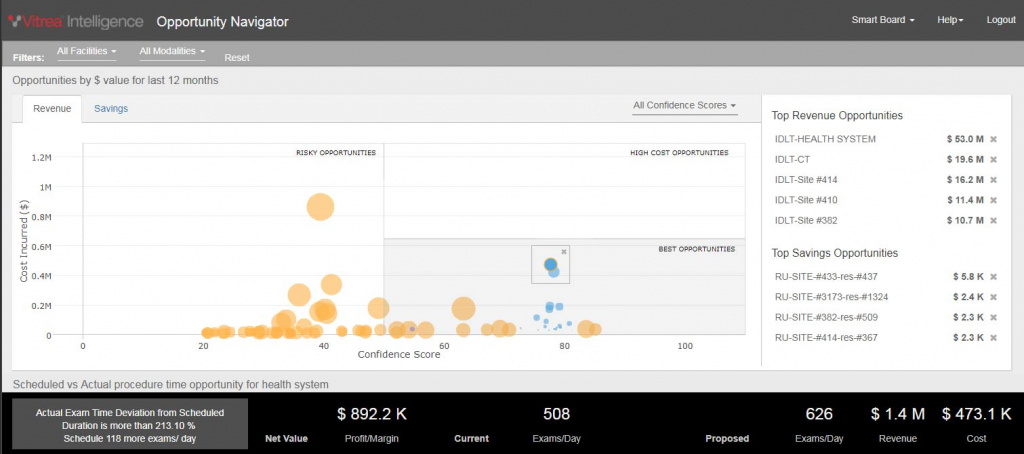 Vitrea Intelligence Opportunity Navigator Smart Board Help Logout
Filters: All Facilities All Modalities Reset
Opportunities by $ value for last 12 months
Revenue Savings All Confidence Scores
RISKY OPPORTUNITIES HIGH COST OPPORTUNITIES
BEST OPPORTUNITIES
Cost Incurred ($)
1.2M
1M
0.8M
0.6M
0.4M
0.2M
0
0 20 40 60 80 100
Confidence Score
Top Revenue Opportunities
IDLT-HEALTH SYSTEM $ 53.0 M
IDLT-CT $ 19.6 M
IDLT-Site #414 $ 16.2 M
IDLT-Site #410 $ 11.4 M
IDLT-Site #382 $ 10.7 M
Top Savings Opportunities
RU-SITE-#433-res-#437 $ 5.8 K
RU-SITE-#3173-res-#1324 $ 2.4 K
RU-SITE-#382-res-#509 $ 2.3 K
RU-SITE-#414-res-#367 $ 2.3 K
Scheduled vs Actual procedure time opportunity for health system
Actual Exam Time Deviation from Scheduled
Duration is more than 213.10 %
Schedule 118 more exams/ day
$ 892.2 K 508 626 $ 1.4 M $ 473.1 K
Net Value Profit/Margin Current Exams/Day Proposed Exams/Day Revenue Cost